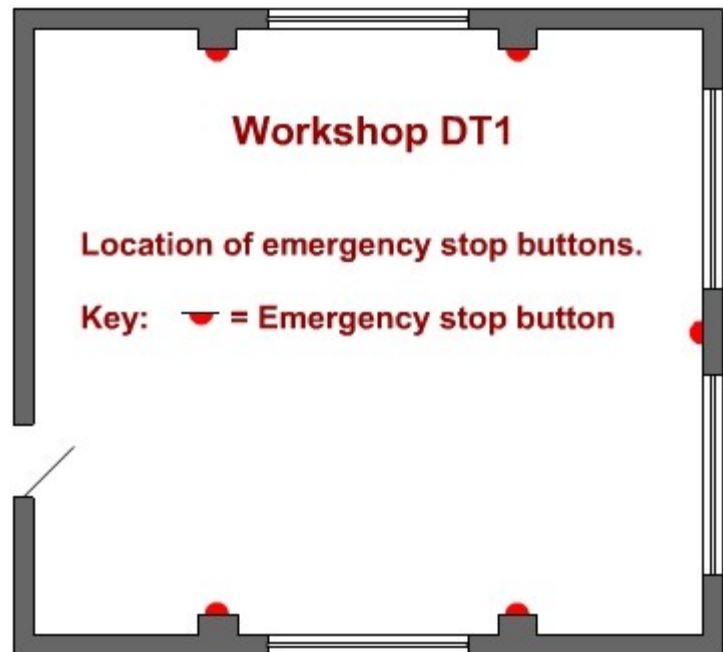 Workshop DT1
Location of emergency stop buttons.
Key: = Emergency stop button